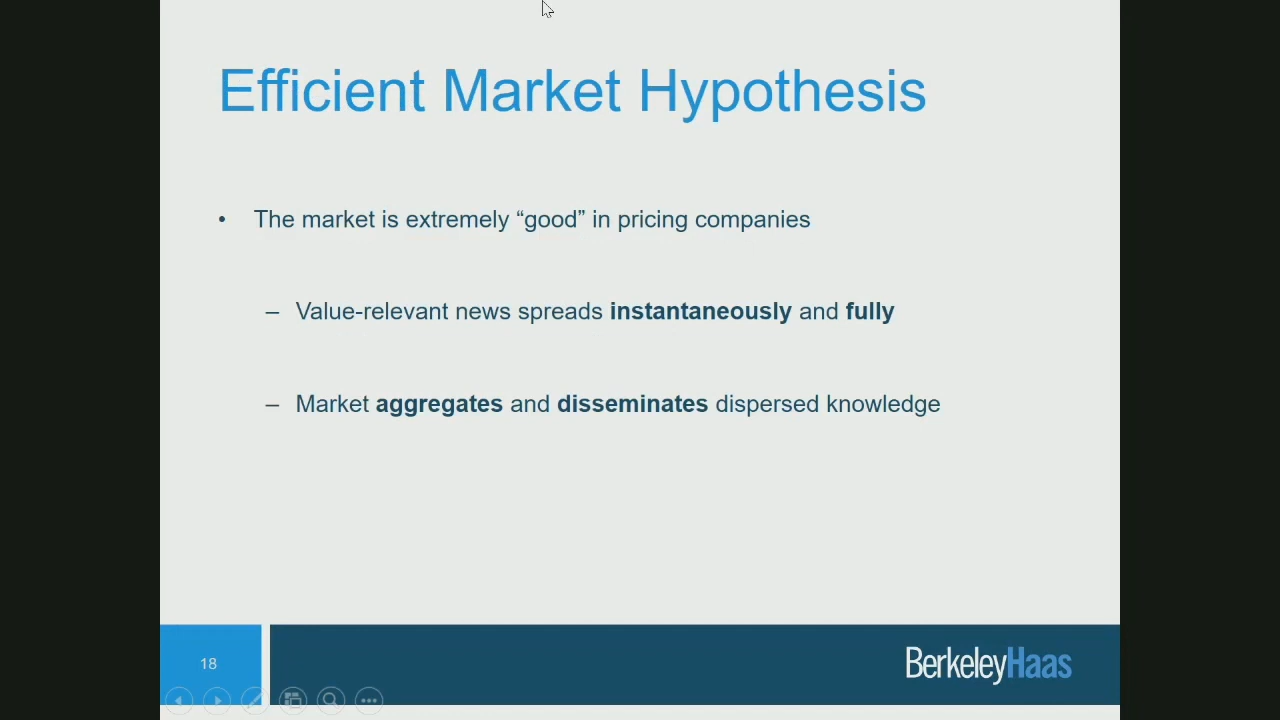 Efficient Market Hypothesis
• The market is extremely “good” in pricing companies
– Value-relevant news spreads instantaneously and fully
– Market aggregates and disseminates dispersed knowledge
18
BerkeleyHaas